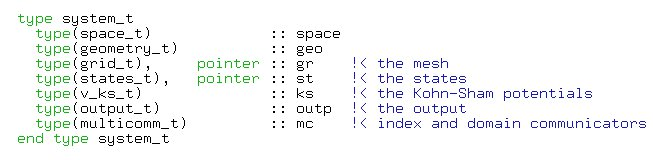 type system_t
  type(space_t)             :: space
  type(geometry_t)          :: geo
  type(grid_t),     pointer :: gr    !< the mesh
  type(states_t),   pointer :: st    !< the states
  type(v_ks_t)              :: ks    !< the Kohn-Sham potentials
  type(output_t)            :: outp  !< the output
  type(multicomm_t)         :: mc    !< index and domain communicators
end type system_t